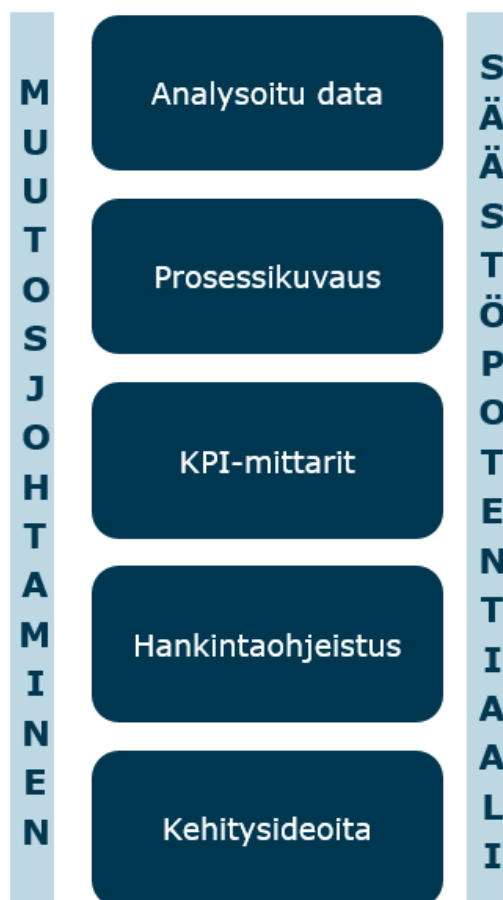 MUUTOSJOHTAMINEN
Analysoitu data
Prosessikuvaus
KPI-mittarit
Hankintaohjeistus
Kehitysideoita
SÄÄSTÖPOTENTIAALI